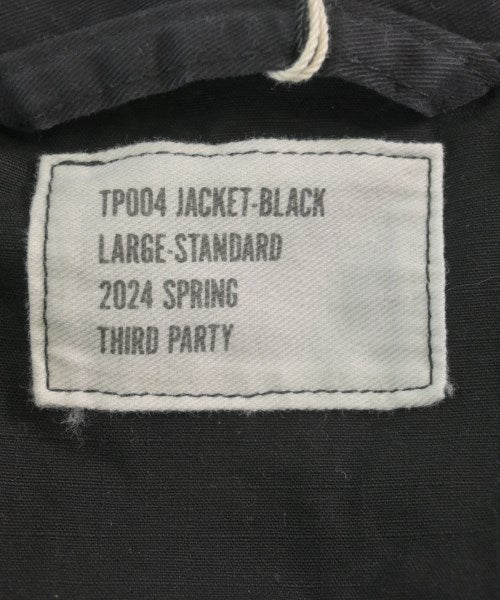 TP004 JACKET-BLACK
LARGE-STANDARD
2024 SPRING
THIRD PARTY